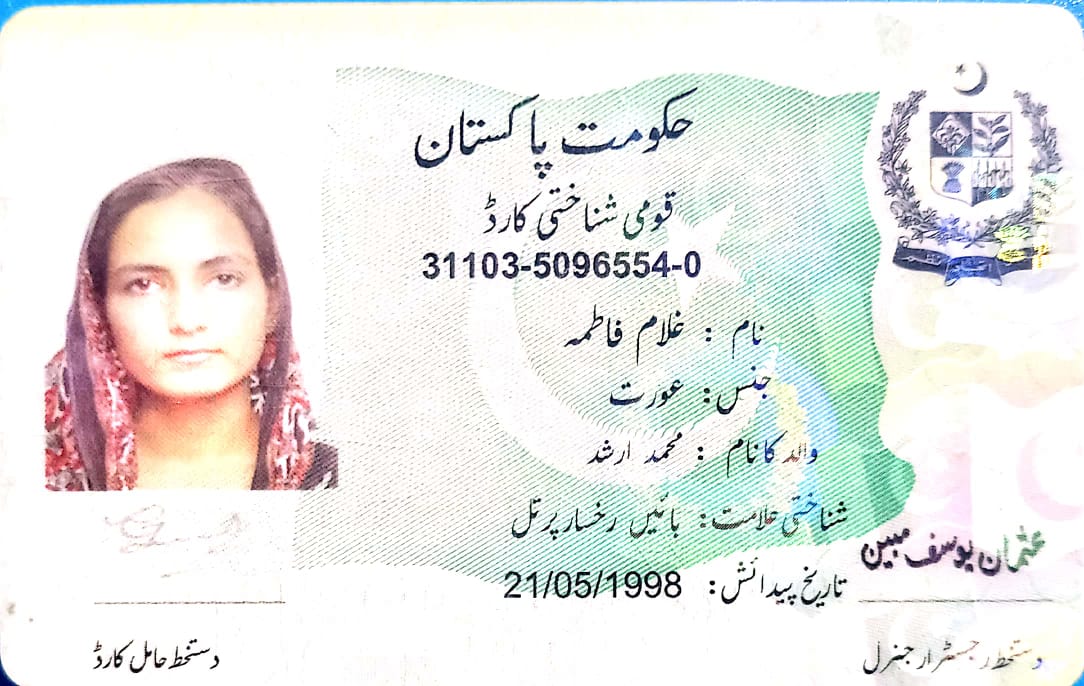 حکومت پاکستان
قومی شناختی کارڈ
31103-5096554-0
نام : غلام فاطمہ
جنس: عورت
والد کا نام : محمد ارشد
شناختی علامت: بائیں رخسار پر تل
تاریخ پیدائش: 21/05/1998
عثمان یوسف مبین
دستخط حامل کارڈ
دستخط رجسٹرار جنرل